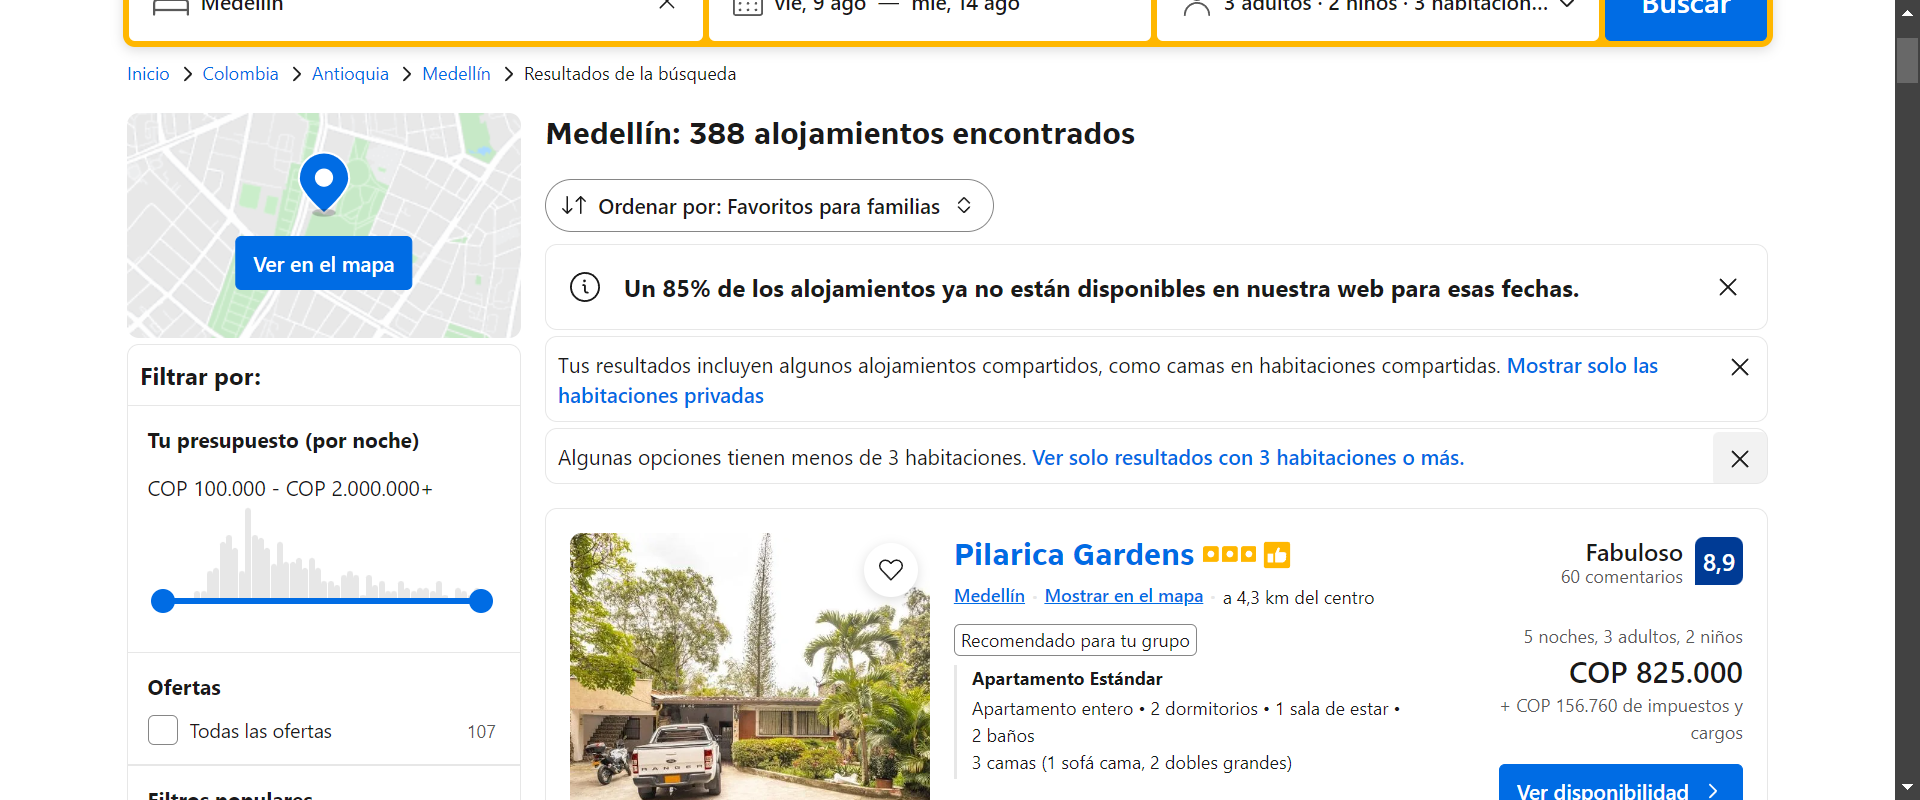 Medellín
vie, 9 ago — mié, 14 ago
3 adultos · 2 niños · 3 habitacion...
Buscar
Inicio > Colombia > Antioquia > Medellín > Resultados de la búsqueda
Ver en el mapa
Filtrar por:
Tu presupuesto (por noche)
COP 100.000 - COP 2.000.000+
Ofertas
Todas las ofertas 107
Filtros populares
Medellín: 388 alojamientos encontrados
Ordenar por: Favoritos para familias
Un 85% de los alojamientos ya no están disponibles en nuestra web para esas fechas.
Tus resultados incluyen algunos alojamientos compartidos, como camas en habitaciones compartidas. Mostrar solo las
habitaciones privadas
Algunas opciones tienen menos de 3 habitaciones. Ver solo resultados con 3 habitaciones o más.
RANGER
Pilarica Gardens
Medellín · Mostrar en el mapa · a 4,3 km del centro
Recomendado para tu grupo
Apartamento Estándar
Apartamento entero • 2 dormitorios • 1 sala de estar •
2 baños
3 camas (1 sofá cama, 2 dobles grandes)
Fabuloso
60 comentarios
8,9
5 noches, 3 adultos, 2 niños
COP 825.000
+ COP 156.760 de impuestos y
cargos
Ver disponibilidad